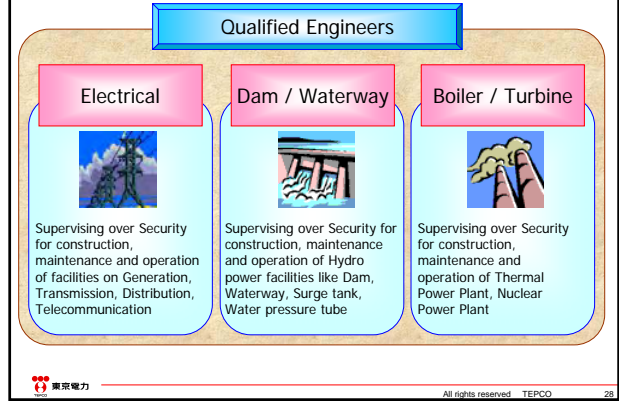 Qualified Engineers
Electrical
Dam / Waterway
Boiler / Turbine
Supervising over Security
for construction,
maintenance and operation
of facilities on Generation,
Transmission, Distribution,
Telecommunication
Supervising over Security for
construction, maintenance
and operation of Hydro
power facilities like Dam,
Waterway, Surge tank,
Water pressure tube
Supervising over Security
for construction,
maintenance and
operation of Thermal
Power Plant, Nuclear
Power Plant
東京電力
TEPCO
All rights reserved TEPCO 28